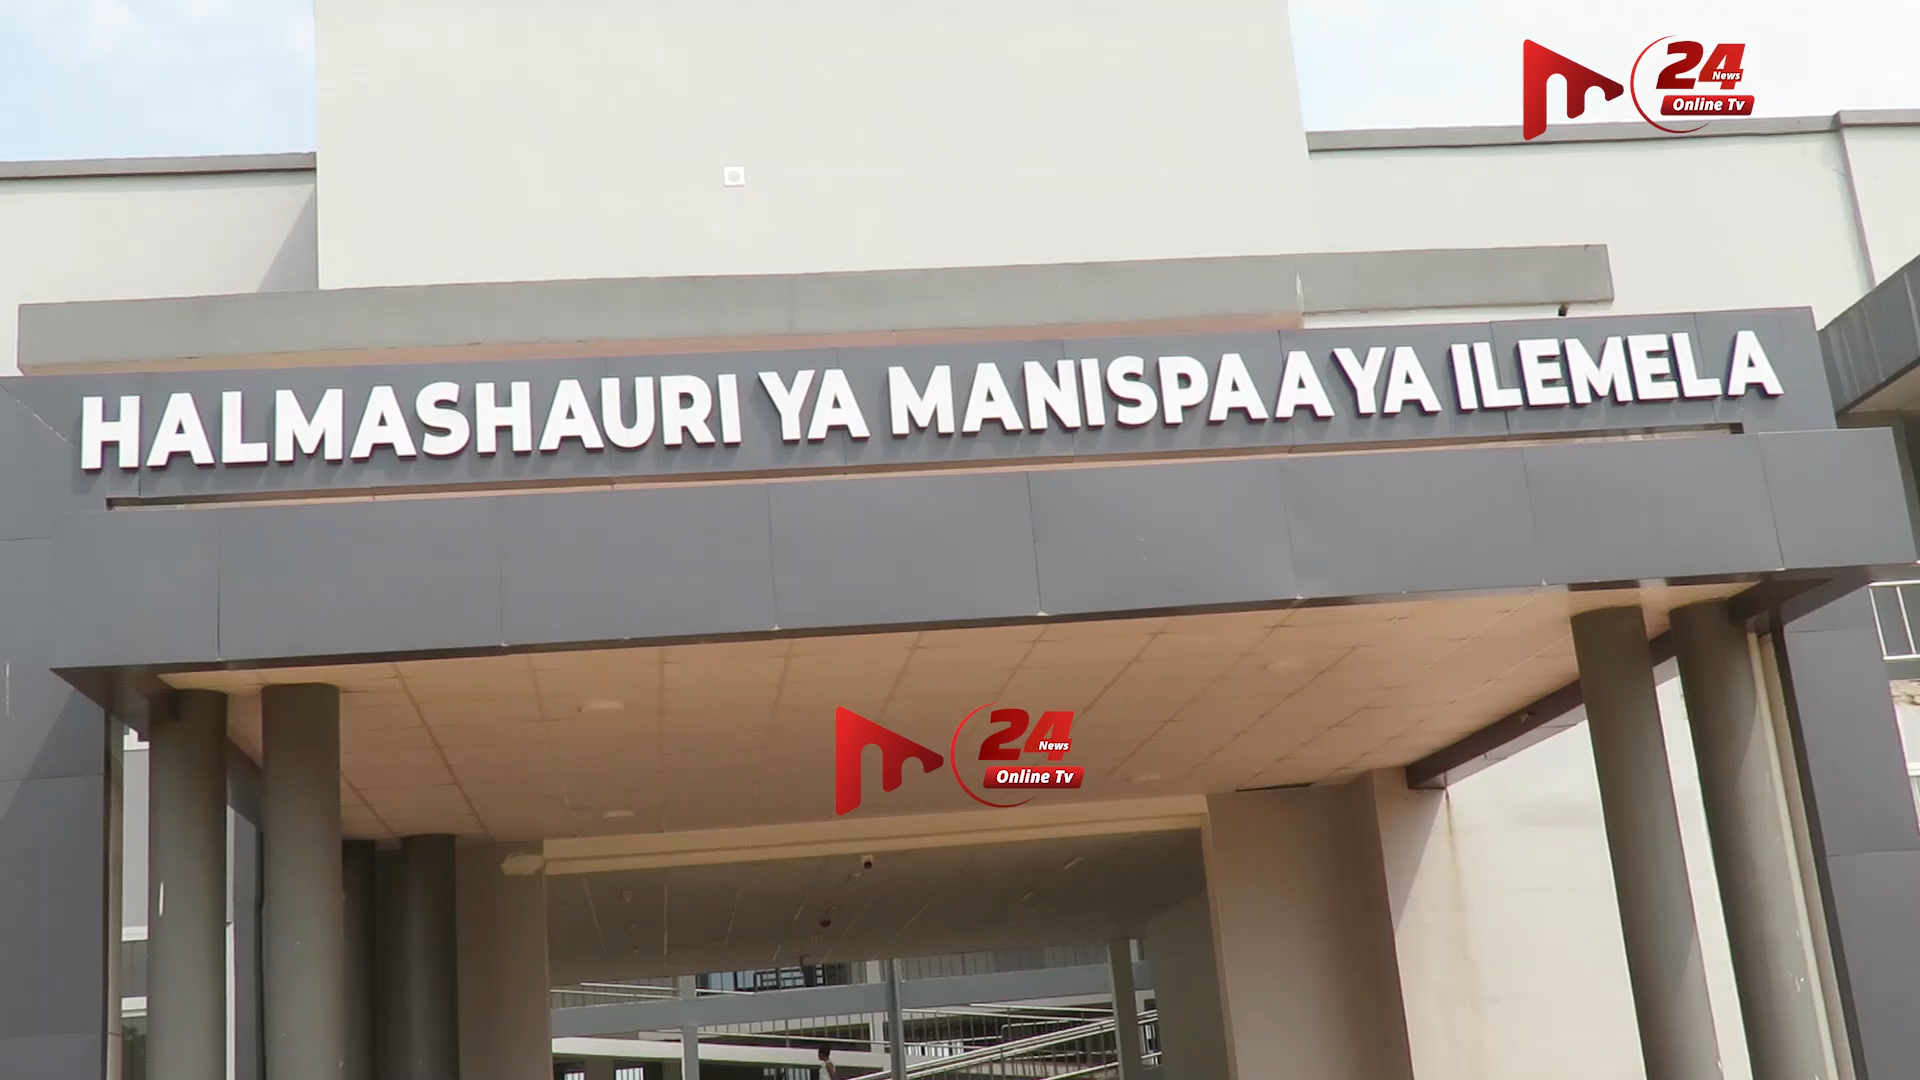 24
News
Online Tv
HALMASHAURI YA MANISPAA YA ILEMELA
24
News
Online Tv